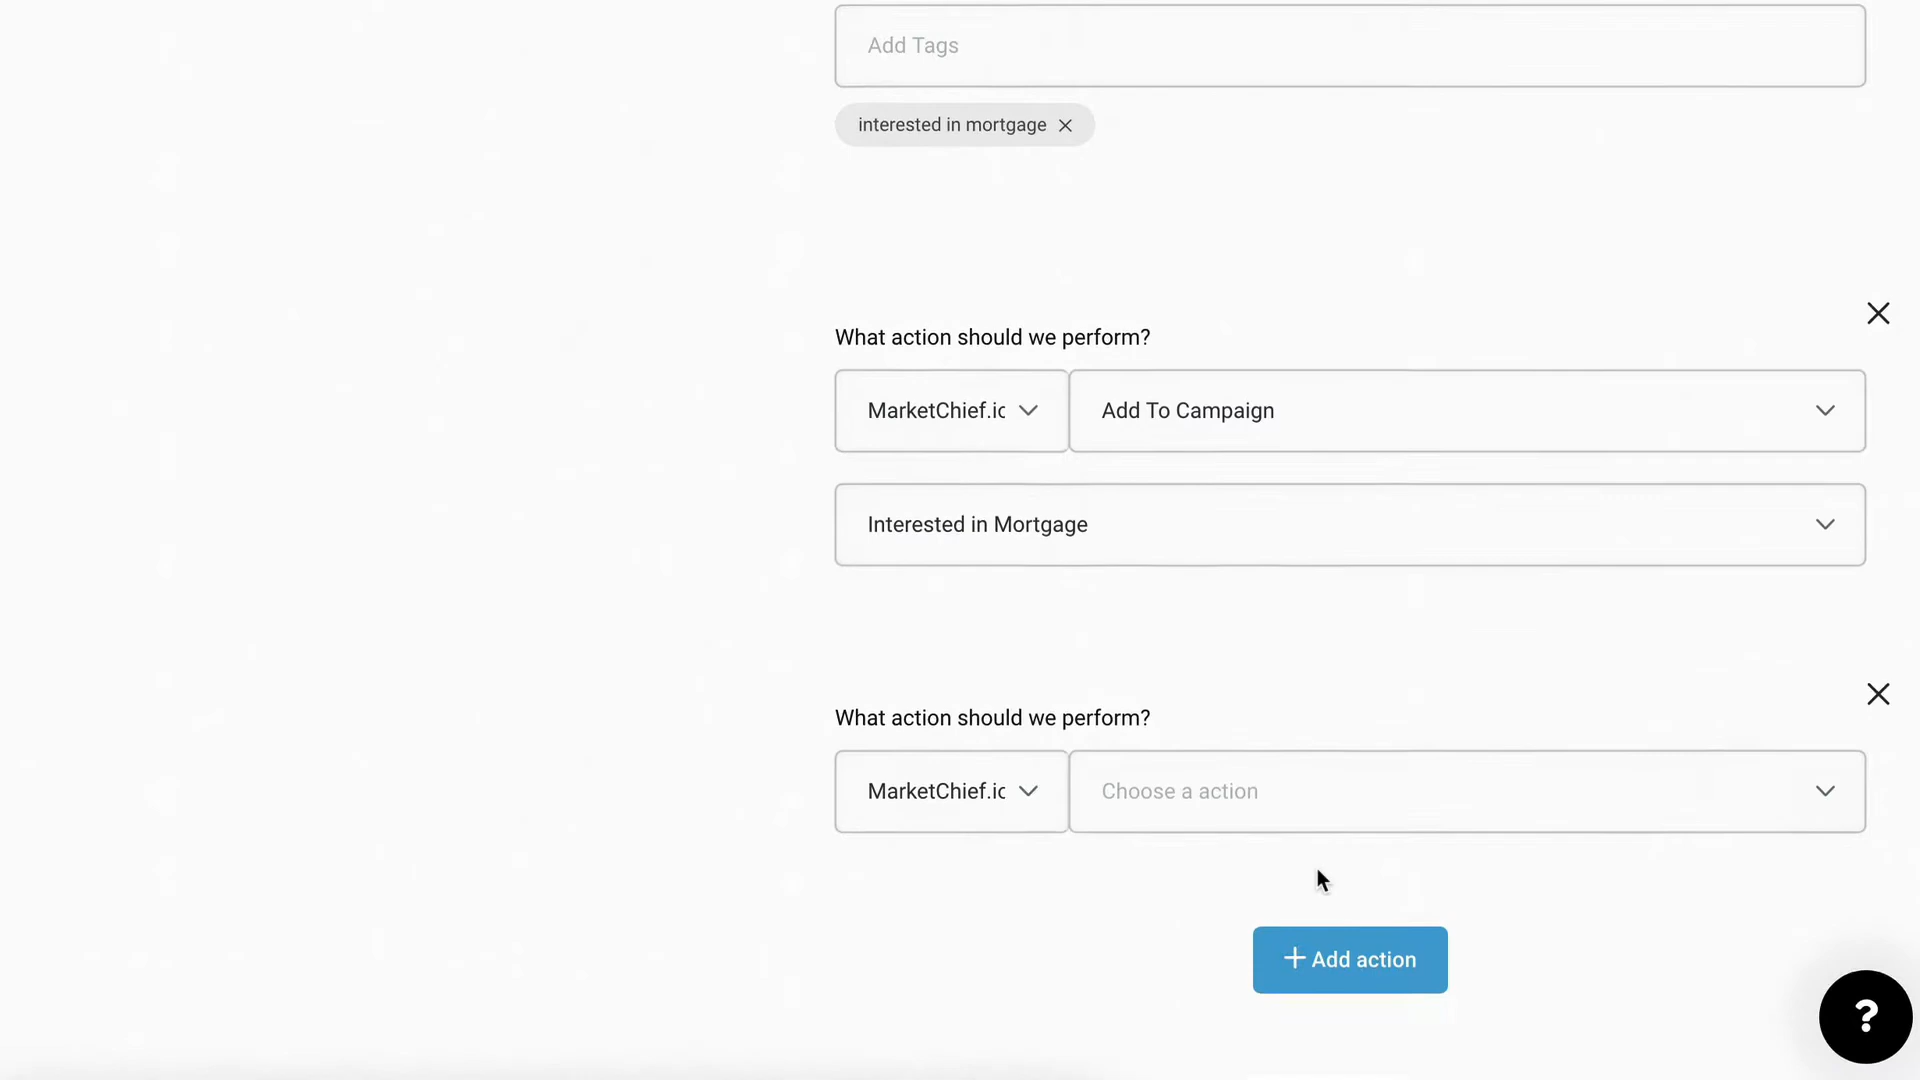 Add Tags
interested in mortgage
What action should we perform?
MarketChief.ic Add To Campaign
Interested in Mortgage
What action should we perform?
MarketChief.ic Choose a action
+ Add action
?